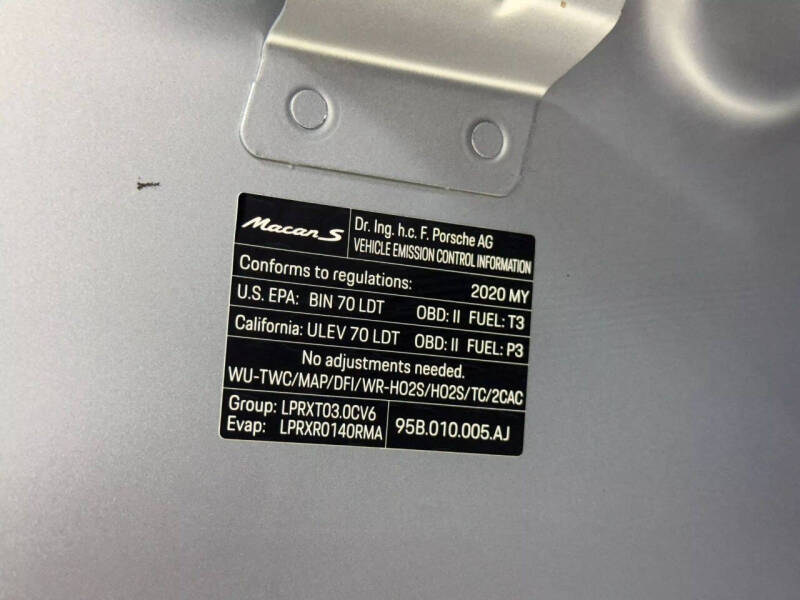 Macan S
Dr. Ing. h.c. F. Porsche AG
VEHICLE EMISSION CONTROL INFORMATION
Conforms to regulations: 2020 MY
U.S. EPA: BIN 70 LDT OBD: II FUEL: T3
California: ULEV 70 LDT OBD: II FUEL: P3
No adjustments needed.
WU-TWC/MAP/DFI/WR-HO2S/HO2S/TC/2CAC
Group: LPRXT03.0CV6
Evap: LPRXR0140RMA
95B.010.005.AJ